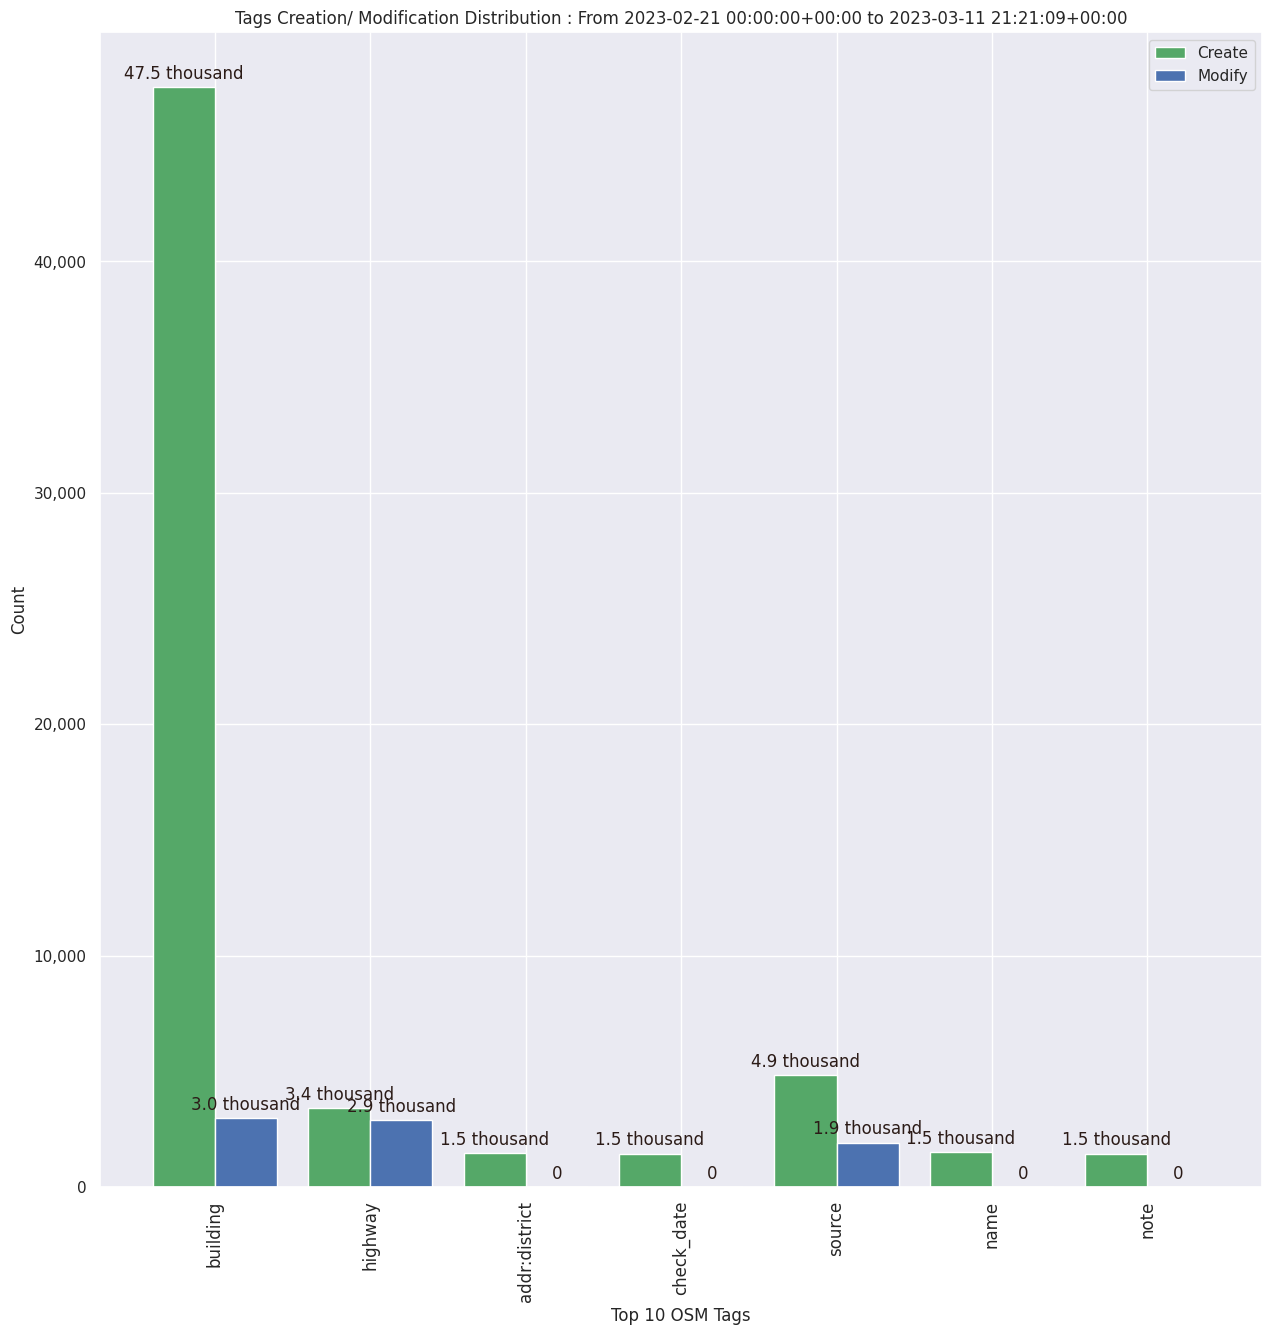 Tags Creation/ Modification Distribution : From 2023-02-21 00:00:00+00:00 to 2023-03-11 21:21:09+00:00
Create
Modify
47.5 thousand
3.0 thousand
3.4 thousand
2.9 thousand
1.5 thousand
0
1.5 thousand
0
4.9 thousand
1.9 thousand
1.5 thousand
0
1.5 thousand
0
40,000
30,000
20,000
10,000
0
Count
building
highway
addr:district
check_date
source
name
note
Top 10 OSM Tags